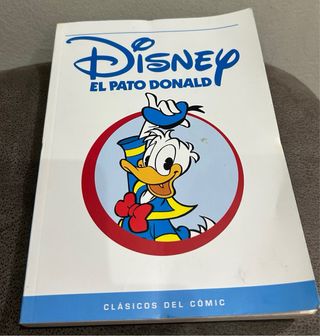 DISNEY
EL PATO DONALD
CLÁSICOS DEL CÓMIC